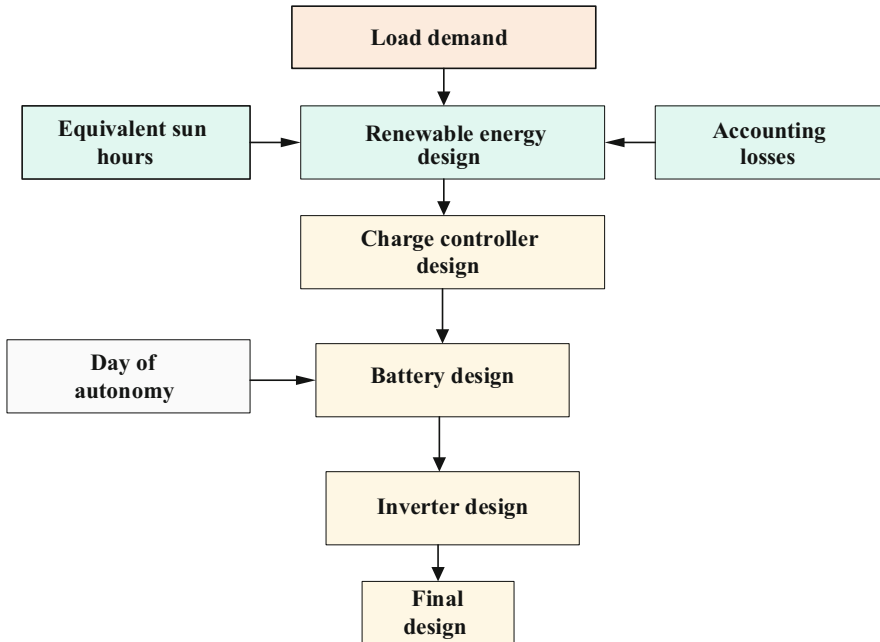 Load demand
Equivalent sun
hours
Renewable energy
design
Accounting
losses
Charge controller
design
Day of
autonomy
Battery design
Inverter design
Final
design